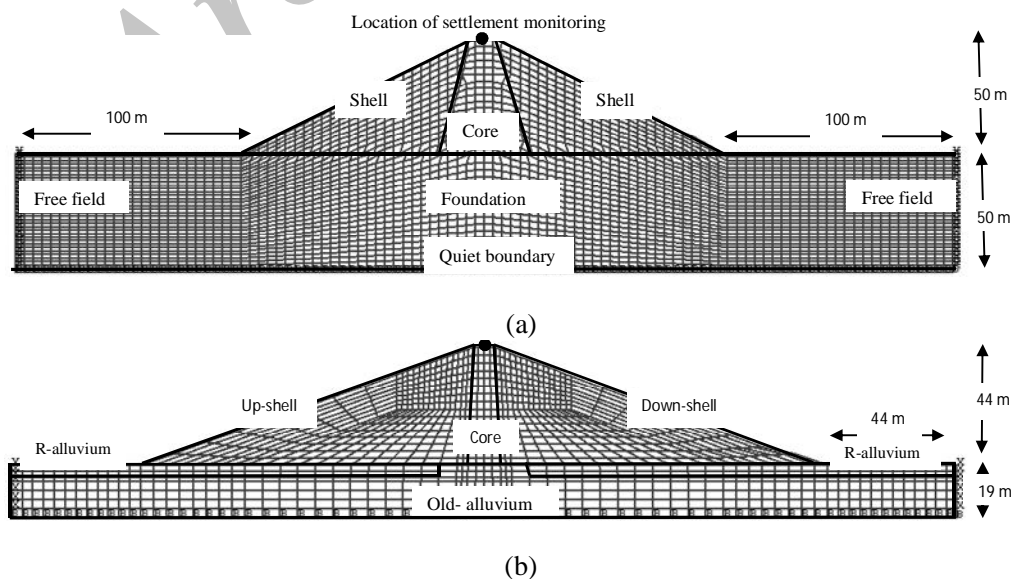 Location of settlement monitoring
50 m
Shell
Shell
100 m
100 m
Core
Free field
Foundation
Free field
50 m
Quiet boundary
(a)
Up-shell
Down-shell
44 m
44 m
R-alluvium
Core
R-alluvium
19 m
Old- alluvium
(b)